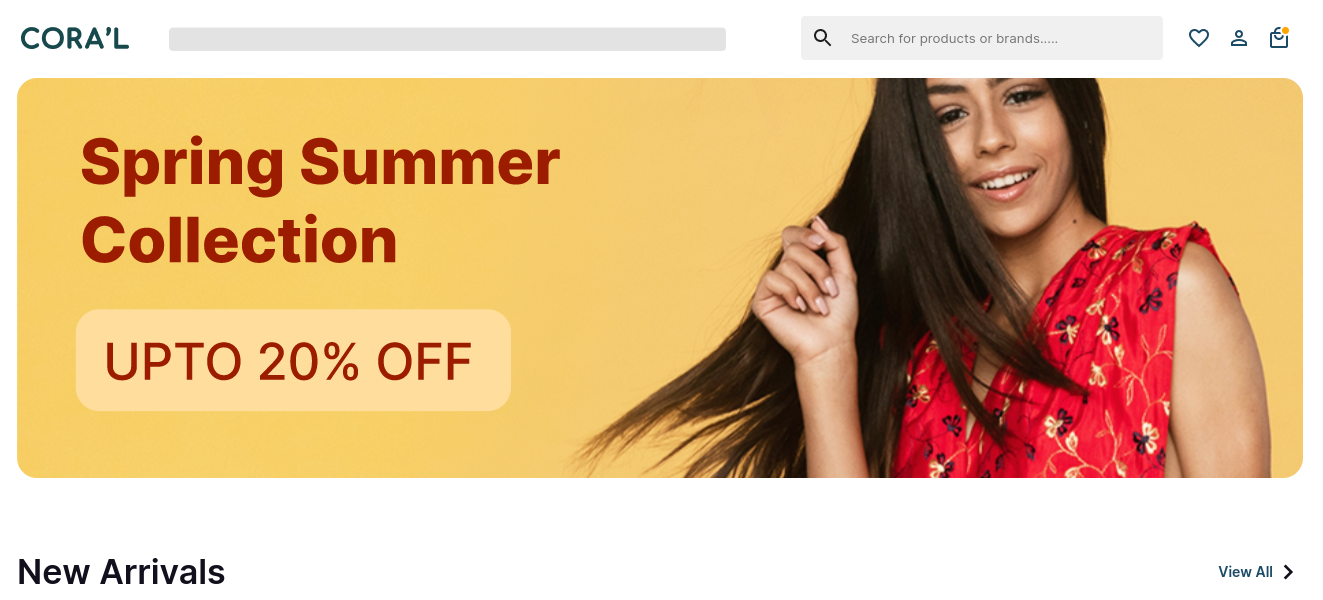 CORA'L
Search for products or brands.....
Spring Summer
Collection
UPTO 20% OFF
New Arrivals
View All